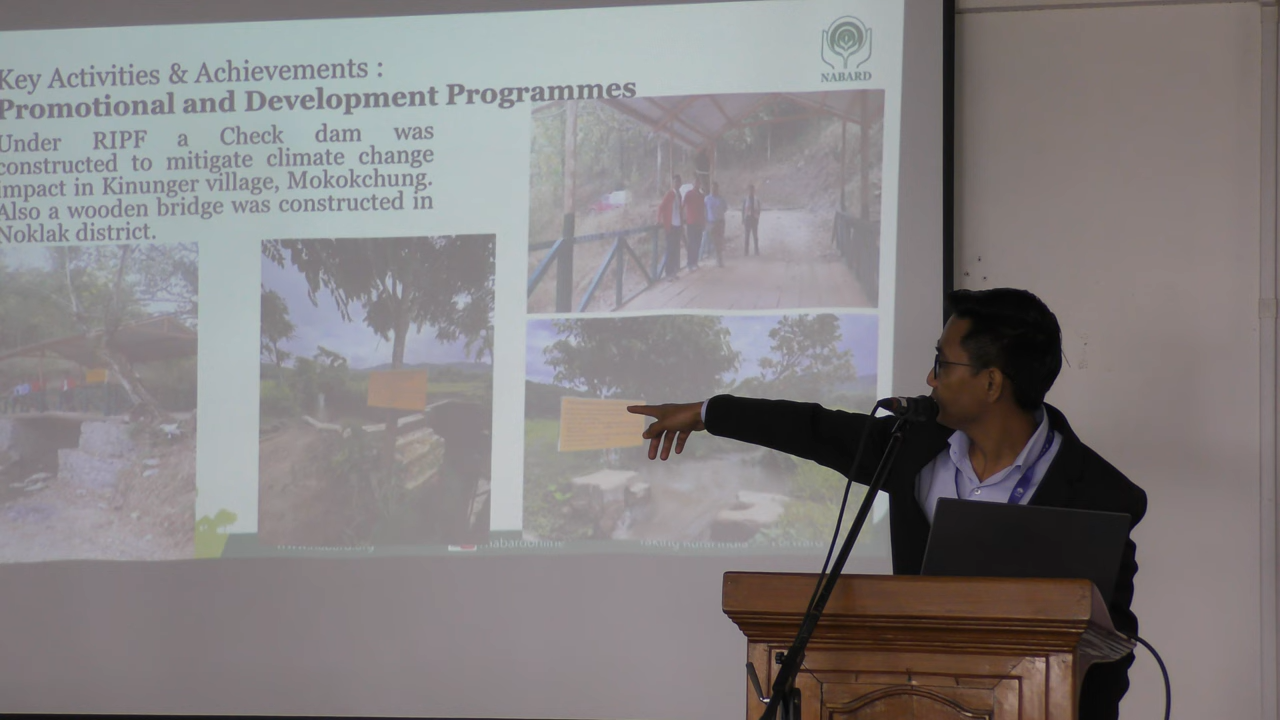 Key Activities & Achievements :
Promotional and Development Programmes
Under RIPF a Check dam was
constructed to mitigate climate change
impact in Kinunger village, Mokokchung.
Also a wooden bridge was constructed in
Noklak district.
NABARD